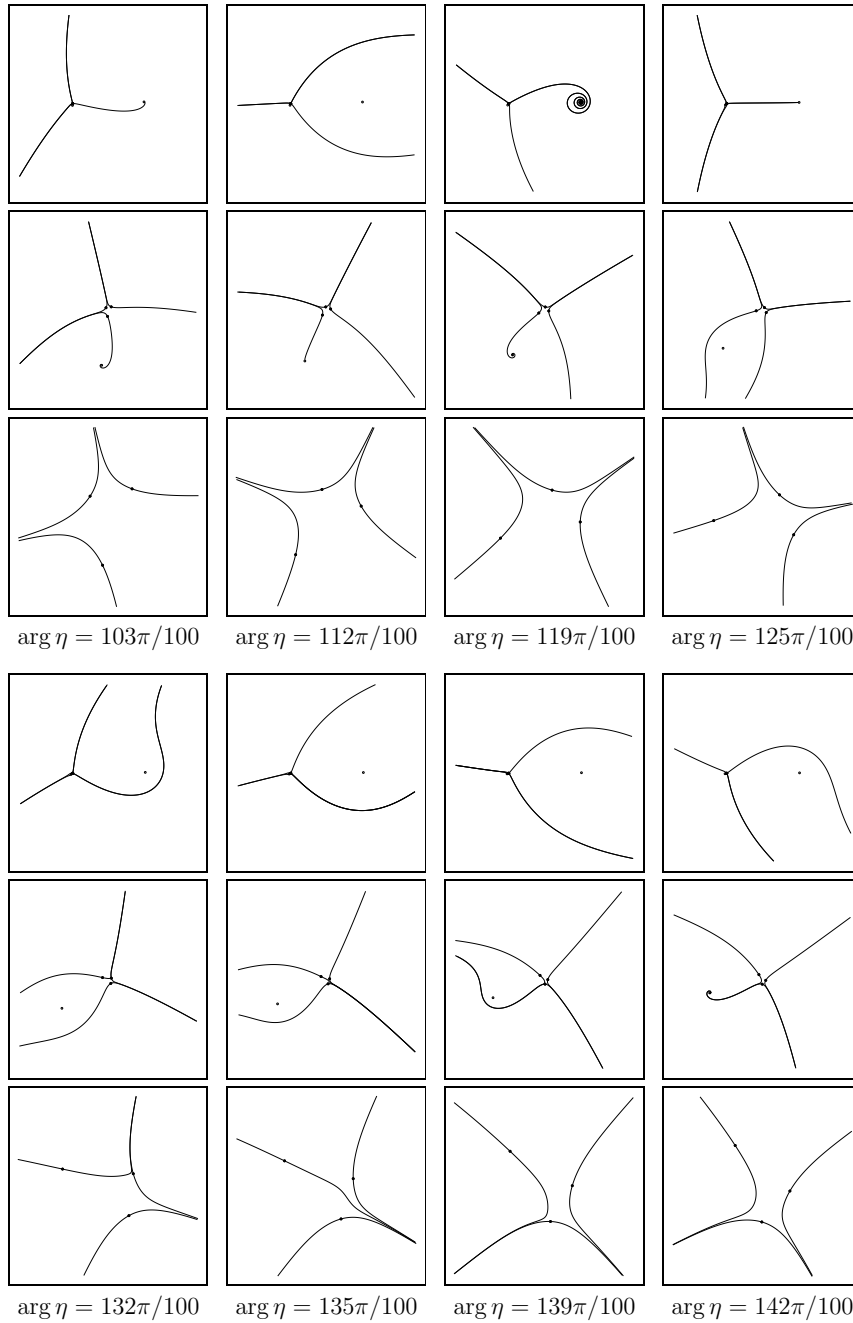 arg η = 103π/100 arg η = 112π/100 arg η = 119π/100 arg η = 125π/100
arg η = 132π/100 arg η = 135π/100 arg η = 139π/100 arg η = 142π/100